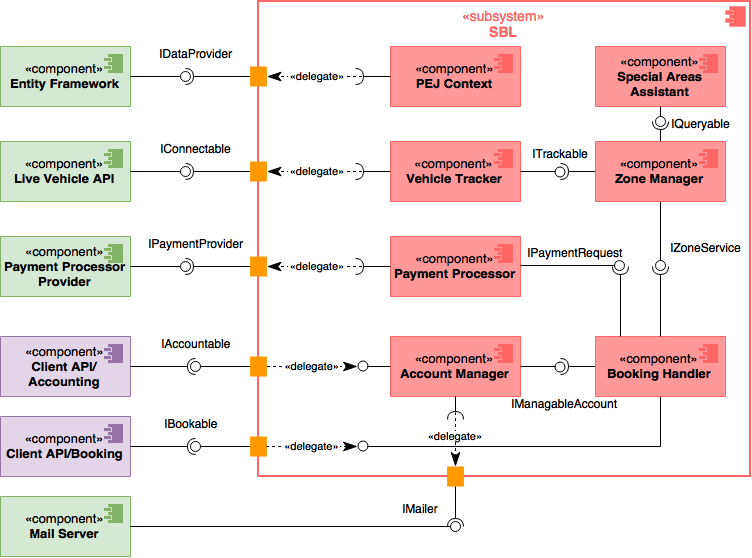 «subsystem»
SBL
IDataProvider
«component»
Entity Framework
«delegate»
«component»
PEJ Context
«component»
Special Areas
Assistant
IQueryable
IConnectable
«component»
Live Vehicle API
«delegate»
«component»
Vehicle Tracker
ITrackable
«component»
Zone Manager
IPaymentProvider
«component»
Payment Processor
Provider
«delegate»
«component»
Payment Processor
IPaymentRequest
IZoneService
IAccountable
«component»
Client API/
Accounting
«delegate»
«component»
Account Manager
IManagableAccount
«component»
Booking Handler
IBookable
«component»
Client API/Booking
«delegate»
«delegate»
IMailer
«component»
Mail Server